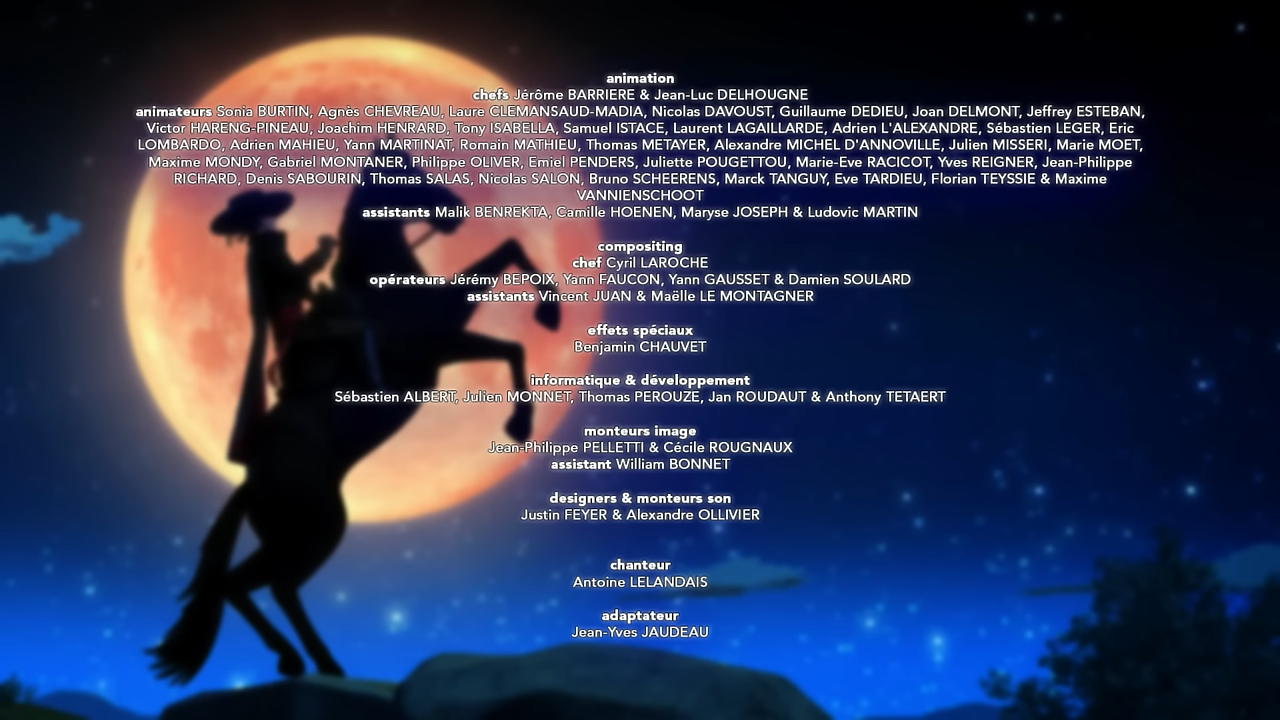 animation
chefs Jérôme BARRIERE & Jean-Luc DELHOUGNE
animateurs Sonia BURTIN, Agnès CHEVREAU, Laure CLEMANSAUD-MADIA, Nicolas DAVOUST, Guillaume DEDIEU, Joan DELMONT, Jeffrey ESTEBAN,
Victor HARENG-PINEAU, Joachim HENRARD, Tony ISABELLA, Samuel ISTACE, Laurent LAGAILLARDE, Adrien L'ALEXANDRE, Sébastien LEGER, Eric
LOMBARDO, Adrien MAHIEU, Yann MARTINAT, Romain MATHIEU, Thomas METAYER, Alexandre MICHEL D'ANNOVILLE, Julien MISSERI, Marie MOET,
Maxime MONDY, Gabriel MONTANER, Philippe OLIVER, Emiel PENDERS, Juliette POUGETTOU, Marie-Eve RACICOT, Yves REIGNER, Jean-Philippe
RICHARD, Denis SABOURIN, Thomas SALAS, Nicolas SALON, Bruno SCHEERENS, Marck TANGUY, Eve TARDIEU, Florian TEYSSIE & Maxime
VANNIENSCHOOT
assistants Malik BENREKTA, Camille HOENEN, Maryse JOSEPH & Ludovic MARTIN
compositing
chef Cyril LAROCHE
opérateurs Jérémy BEPOIX, Yann FAUCON, Yann GAUSSET & Damien SOULARD
assistants Vincent JUAN & Maëlle LE MONTAGNER
effets spéciaux
Benjamin CHAUVET
informatique & développement
Sébastien ALBERT, Julien MONNET, Thomas PEROUZE, Jan ROUDAUT & Anthony TETAERT
monteurs image
Jean-Philippe PELLETTI & Cécile ROUGNAUX
assistant William BONNET
designers & monteurs son
Justin FEYER & Alexandre OLLIVIER
chanteur
Antoine LELANDAIS
adaptateur
Jean-Yves JAUDEAU